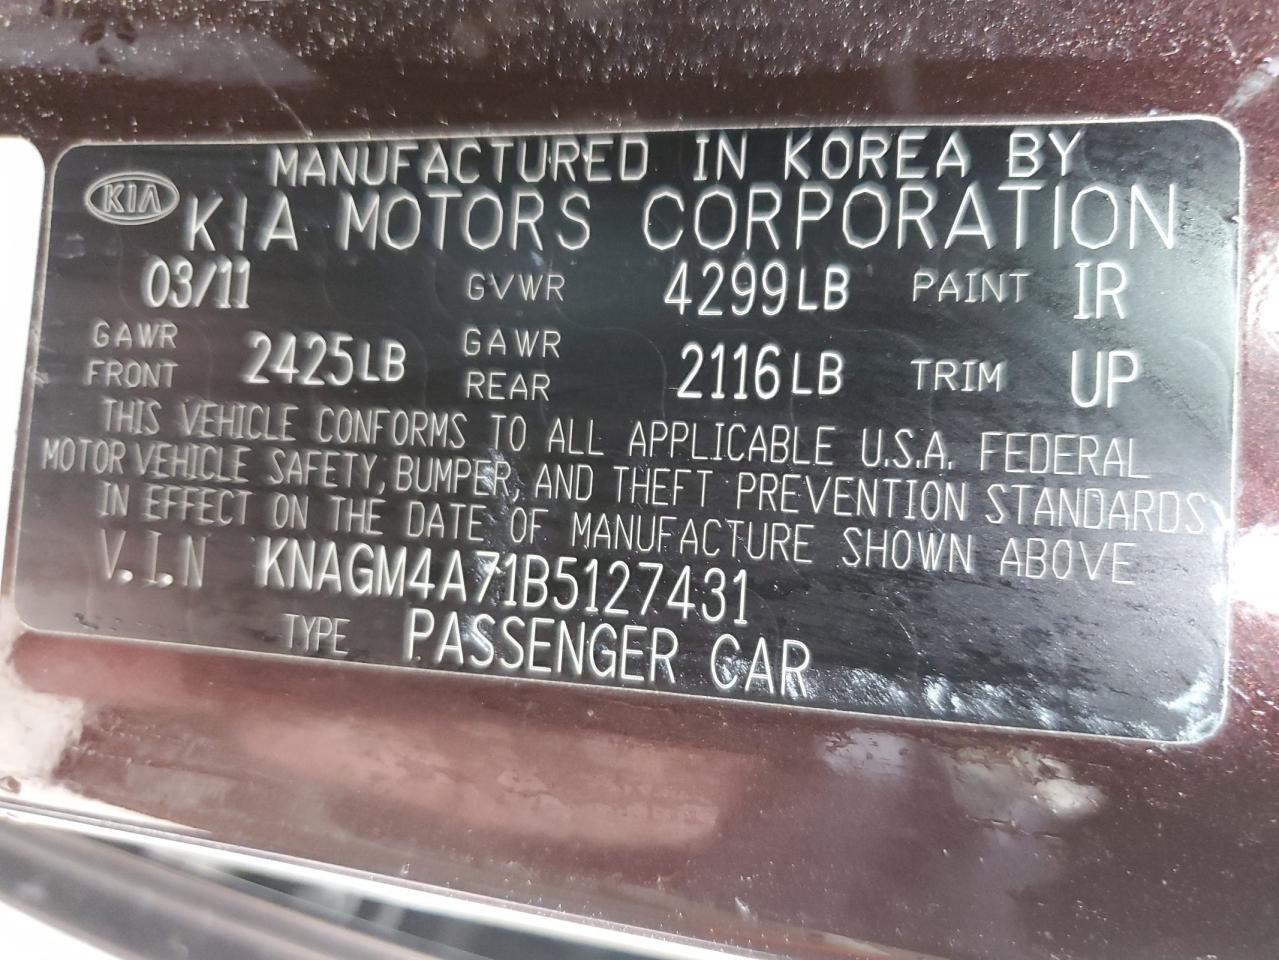 MANUFACTURED IN KOREA BY
KIA
KIA MOTORS CORPORATION
03/11 GVWR 4299LB PAINT IR
GAWR FRONT 2425LB GAWR REAR 2116LB TRIM UP
THIS VEHICLE CONFORMS TO ALL APPLICABLE U.S.A. FEDERAL
MOTOR VEHICLE SAFETY, BUMPER, AND THEFT PREVENTION STANDARDS
IN EFFECT ON THE DATE OF MANUFACTURE SHOWN ABOVE
V.I.N KNAGM4A71B5127431
TYPE PASSENGER CAR